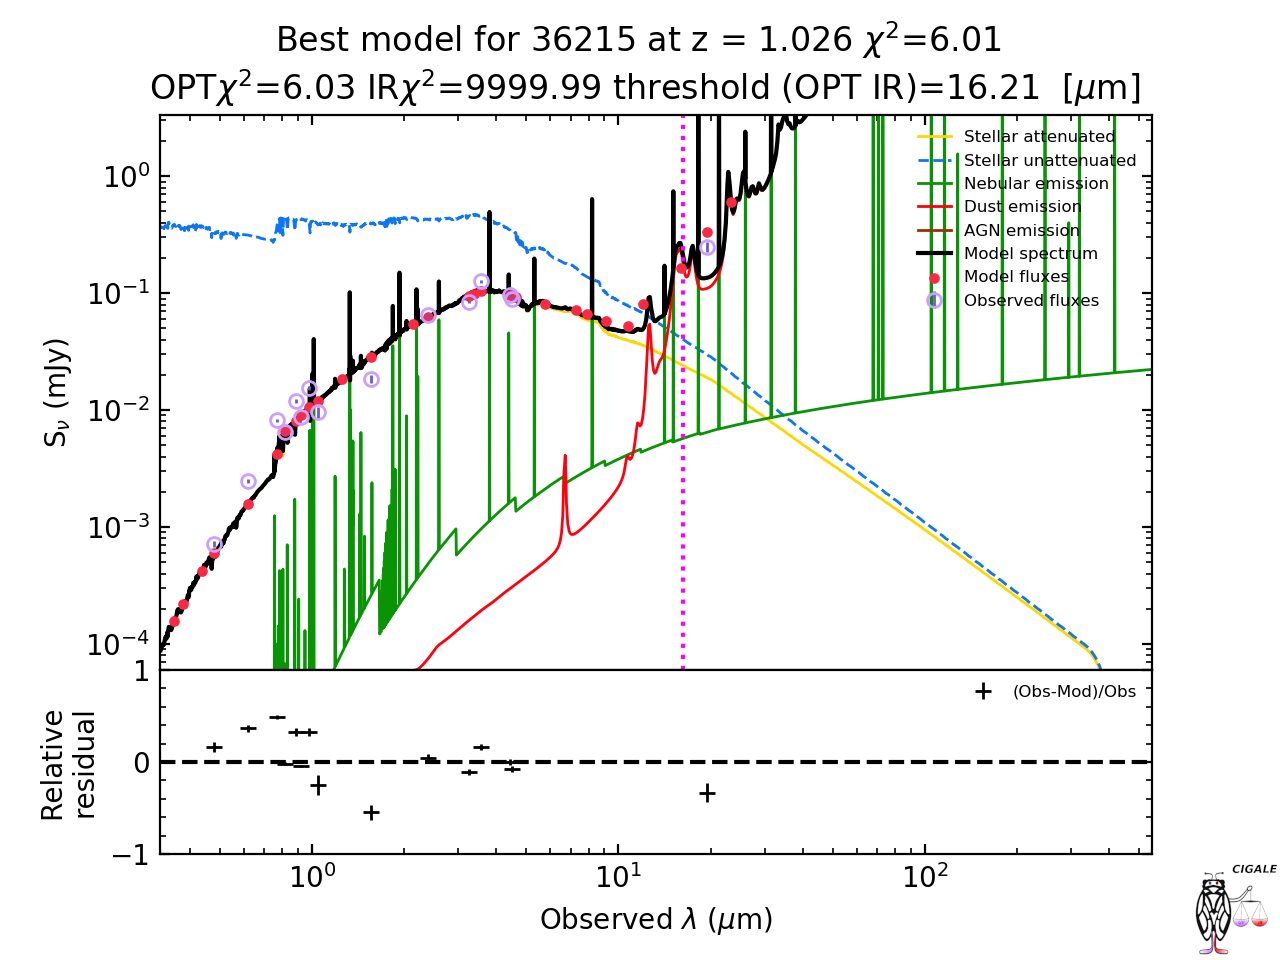 Best model for 36215 at z = 1.026 χ²=6.01
OPTχ²=6.03 IRχ²=9999.99 threshold (OPT IR)=16.21 [μm]
Stellar attenuated
Stellar unattenuated
Nebular emission
Dust emission
AGN emission
Model spectrum
Model fluxes
Observed fluxes
10⁰
10⁻¹
10⁻²
10⁻³
10⁻⁴
S_ν (mJy)
(Obs-Mod)/Obs
1
0
−1
Relative
residual
10⁰ 10¹ 10²
Observed λ (μm)
CIGALE